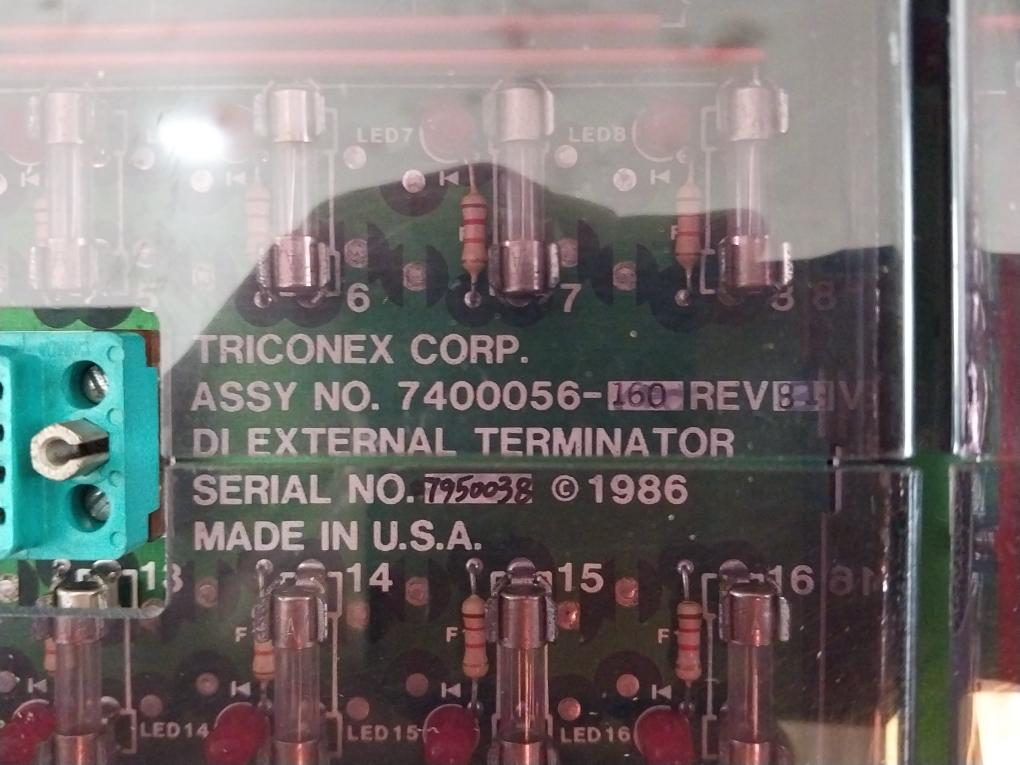 LED7 LED8
5 6 7 8
TRICONEX CORP.
ASSY NO. 7400056-160 REV B
DI EXTERNAL TERMINATOR
SERIAL NO. 7950038 © 1986
MADE IN U.S.A.
13 14 15 16
LED14 LED15 LED16